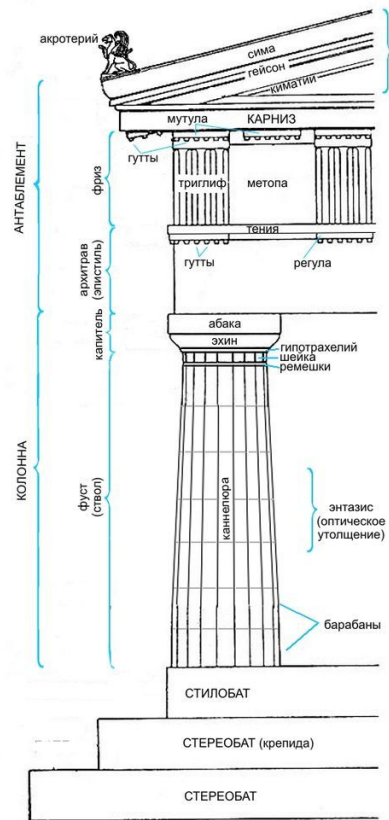 акротерий
сима
гейсон
киматий
мутула
КАРНИЗ
гутты
триглиф
метопа
тения
гутты
регула
АНТАБЛЕМЕНТ
фриз
архитрав
(эпистиль)
капитель
абака
эхин
гипотрахелий
шейка
ремешки
КОЛОННА
фуст
(ствол)
каннелюра
энтазис
(оптическое
утолщение)
барабаны
СТИЛОБАТ
СТЕРЕОБАТ (крепида)
СТЕРЕОБАТ